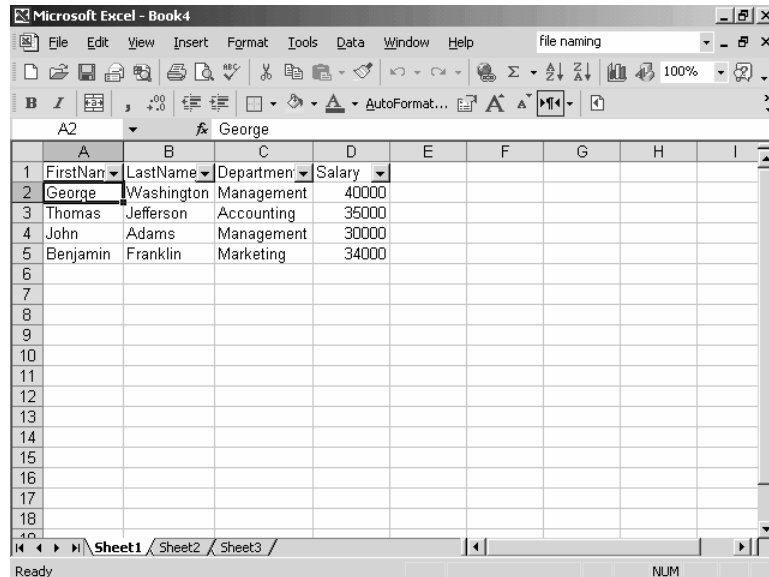 Microsoft Excel - Book4
File Edit View Insert Format Tools Data Window Help file naming
100%
B I , A AutoFormat... A A
A2 fx George
A B C D E F G H I
1 FirstNam LastName Department Salary
2 George Washington Management 40000
3 Thomas Jefferson Accounting 35000
4 John Adams Management 30000
5 Benjamin Franklin Marketing 34000
6
7
8
9
10
11
12
13
14
15
16
17
18
Sheet1 Sheet2 Sheet3
Ready NUM